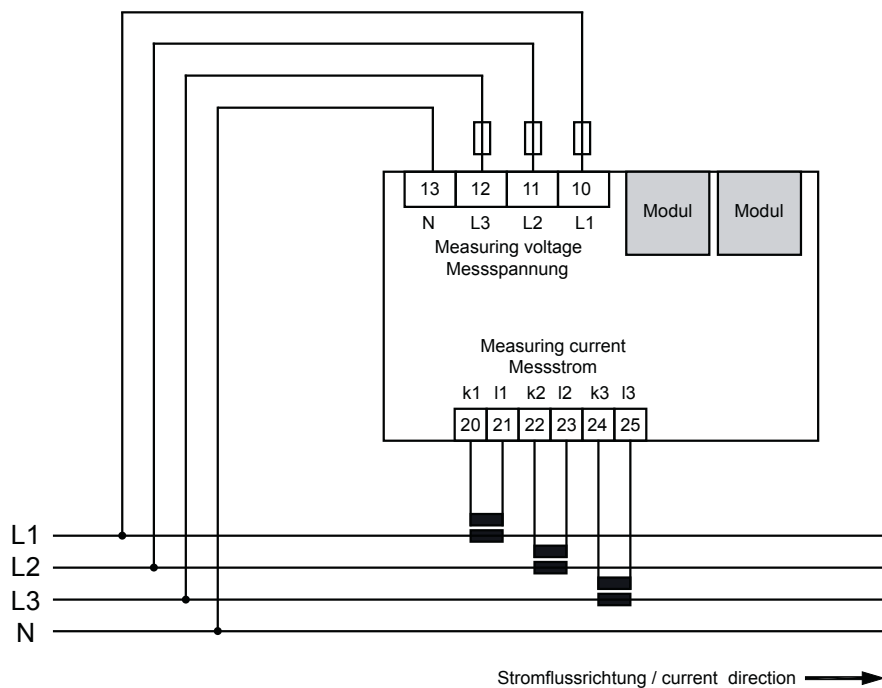 13 12 11 10
N L3 L2 L1
Modul Modul
Measuring voltage
Messspannung
Measuring current
Messstrom
k1 l1 k2 l2 k3 l3
20 21 22 23 24 25
L1
L2
L3
N
Stromflussrichtung / current direction